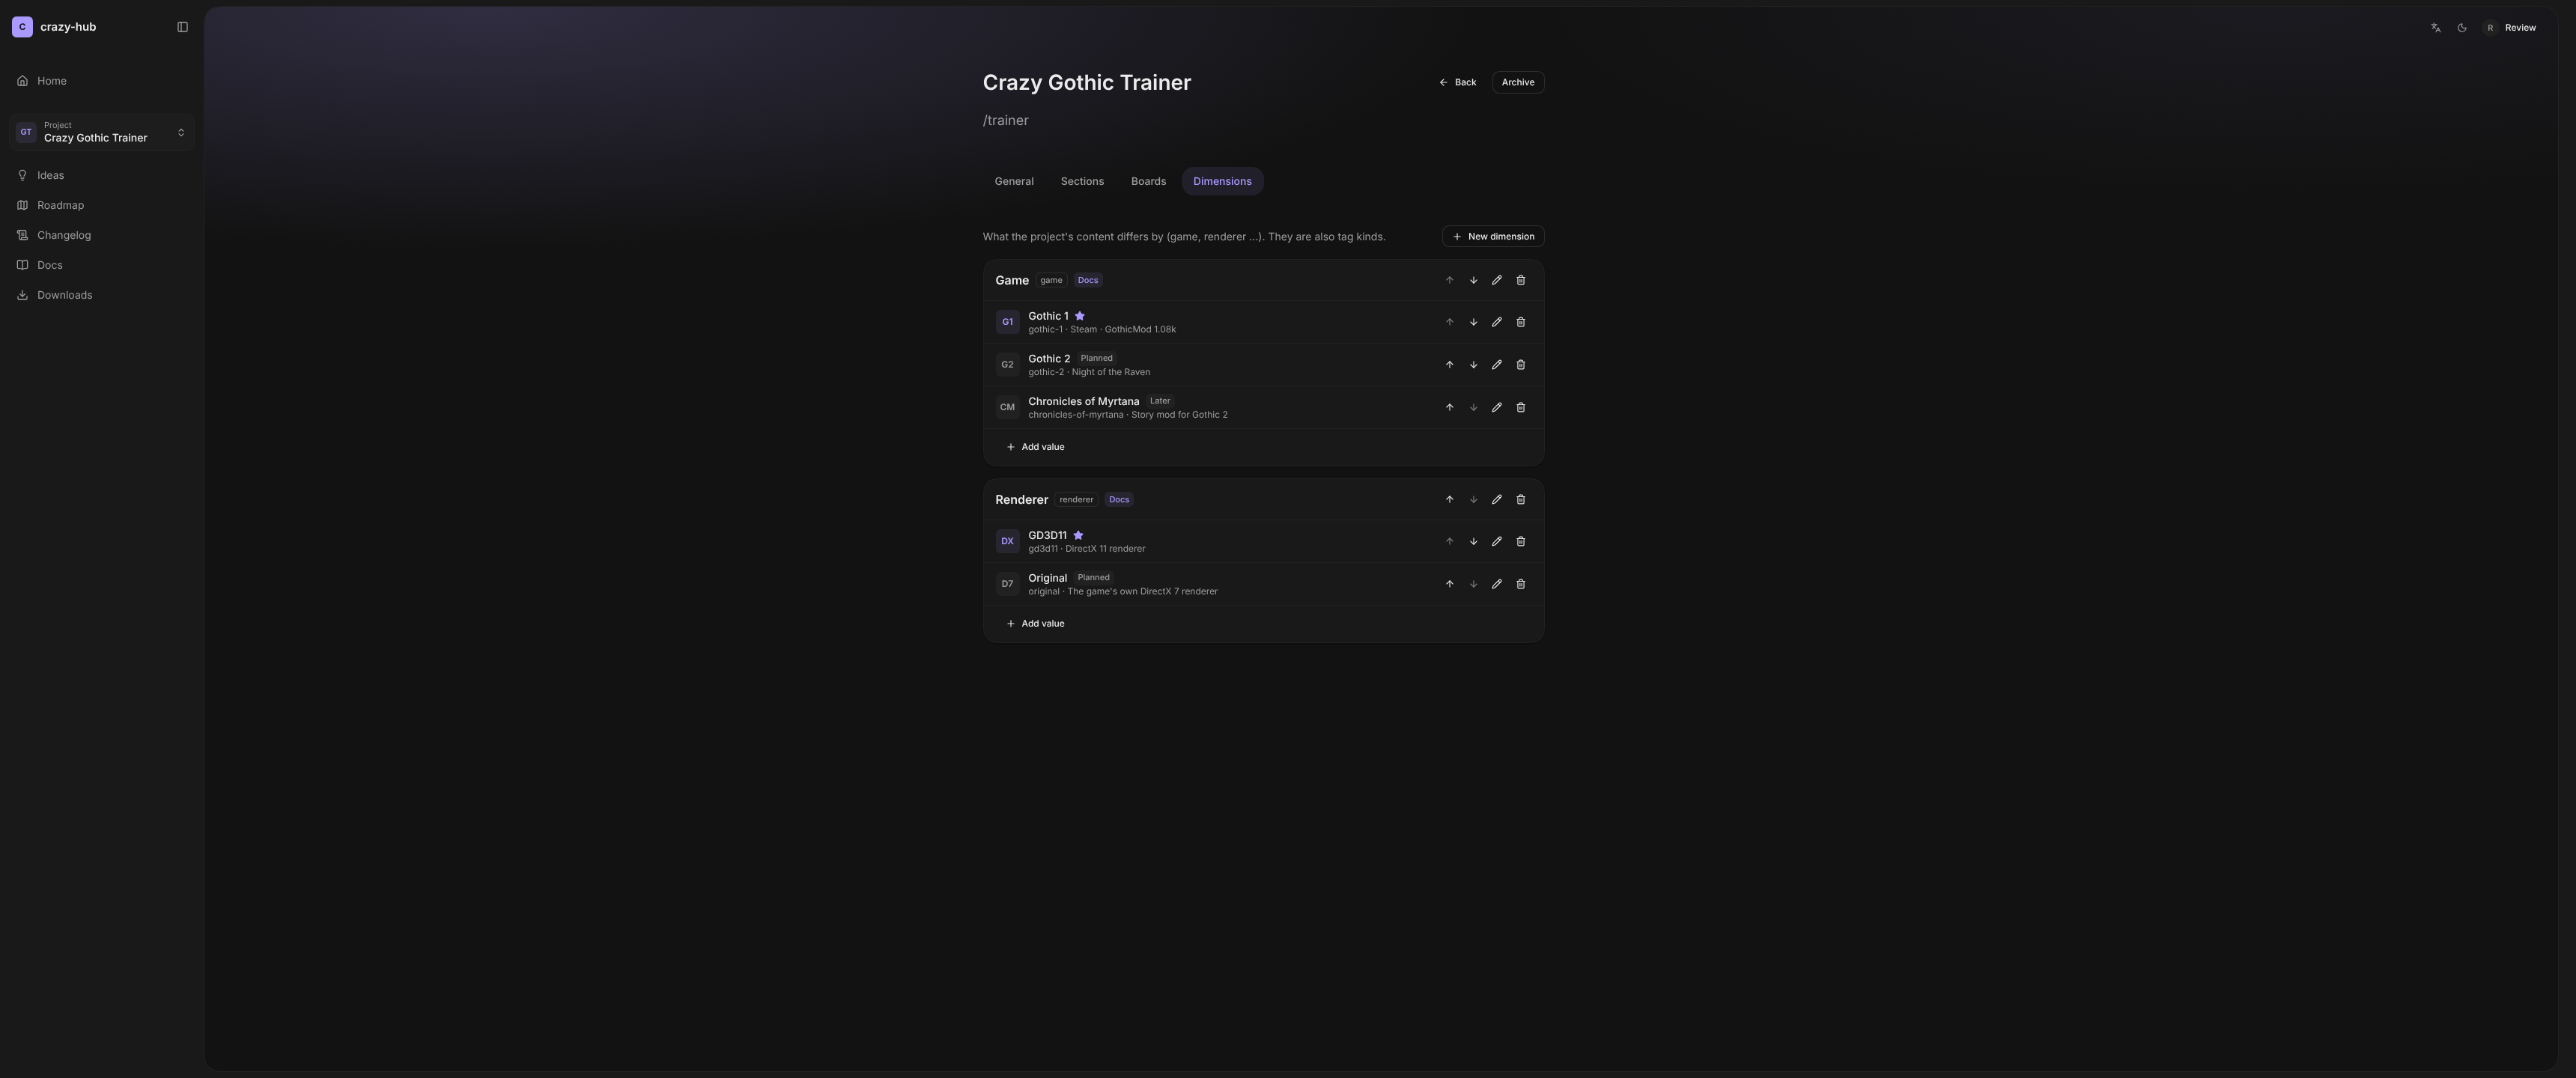 C crazy-hub
Home
GT Project
Crazy Gothic Trainer
Ideas
Roadmap
Changelog
Docs
Downloads
R Review
Crazy Gothic Trainer
Back Archive
/trainer
General Sections Boards Dimensions
What the project's content differs by (game, renderer ...). They are also tag kinds.
New dimension
Game game Docs
G1 Gothic 1
gothic-1 · Steam · GothicMod 1.08k
G2 Gothic 2 Planned
gothic-2 · Night of the Raven
CM Chronicles of Myrtana Later
chronicles-of-myrtana · Story mod for Gothic 2
Add value
Renderer renderer Docs
DX GD3D11
gd3d11 · DirectX 11 renderer
D7 Original Planned
original · The game's own DirectX 7 renderer
Add value